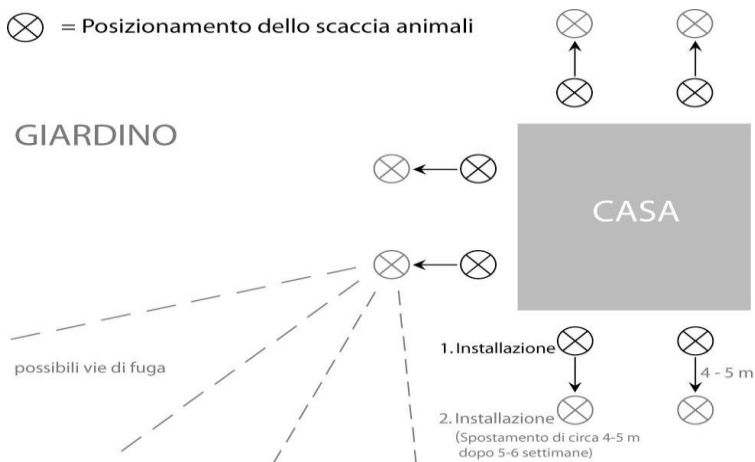 = Posizionamento dello scaccia animali
GIARDINO
CASA
1. Installazione
possibili vie di fuga
4 - 5 m
2. Installazione
(Spostamento di circa 4-5 m
dopo 5-6 settimane)